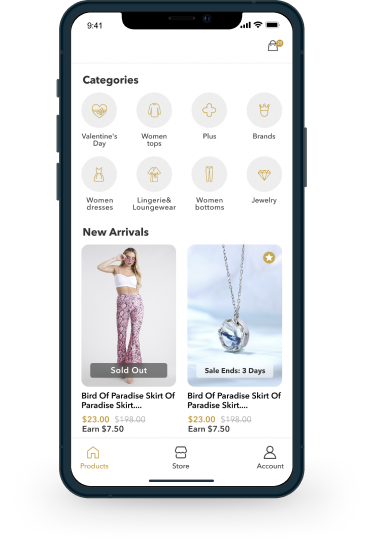 9:41
Categories
Valentine's
Day
Women
tops
Plus
Brands
Women
dresses
Lingerie&
Loungewear
Women
bottoms
Jewelry
New Arrivals
Sold Out
Sale Ends: 3 Days
Bird Of Paradise Skirt Of
Paradise Skirt....
$23.00 $198.00
Earn $7.50
Bird Of Paradise Skirt Of
Paradise Skirt....
$23.00 $198.00
Earn $7.50
Products
Store
Account